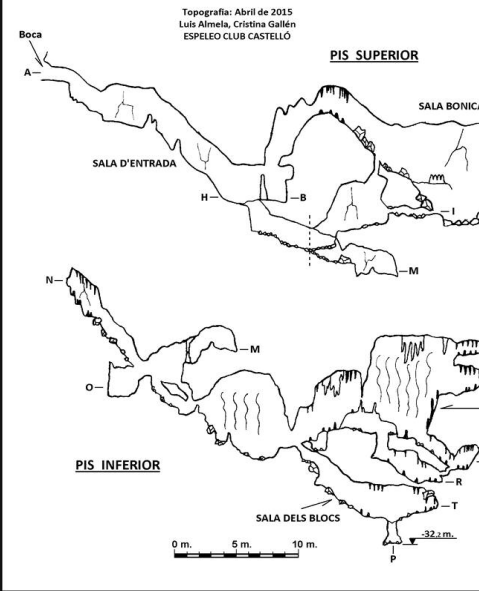 Topografia: Abril de 2015
Luis Almela, Cristina Gallén
ESPELEO CLUB CASTELLÓ
Boca
PIS SUPERIOR
A
SALA BONICA
SALA D'ENTRADA
H
B
I
M
N
M
O
PIS INFERIOR
R
T
SALA DELS BLOCS
-32,2 m.
0 m. 5 m. 10 m.
P